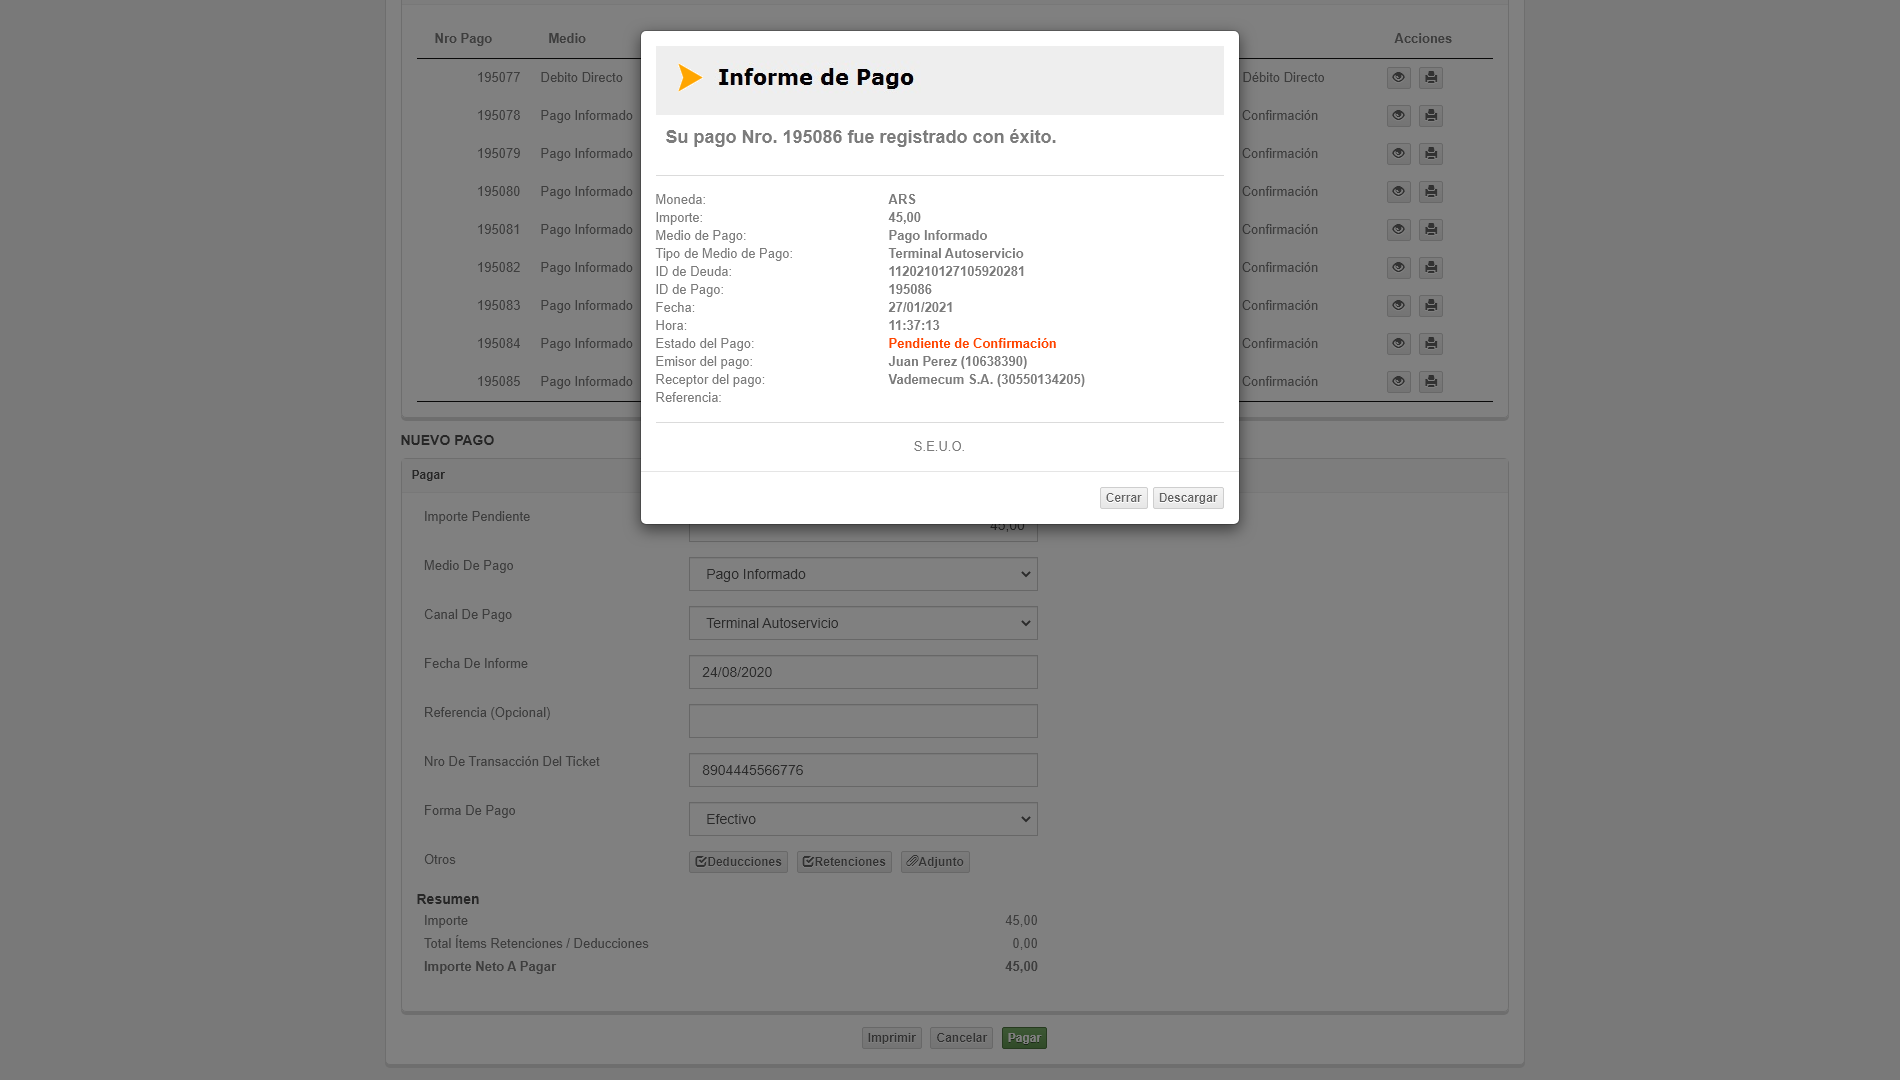 Nro Pago Medio Acciones
195077 Debito Directo Débito Directo
195078 Pago Informado Confirmación
195079 Pago Informado Confirmación
195080 Pago Informado Confirmación
195081 Pago Informado Confirmación
195082 Pago Informado Confirmación
195083 Pago Informado Confirmación
195084 Pago Informado Confirmación
195085 Pago Informado Confirmación
Informe de Pago
Su pago Nro. 195086 fue registrado con éxito.
Moneda: ARS
Importe: 45,00
Medio de Pago: Pago Informado
Tipo de Medio de Pago: Terminal Autoservicio
ID de Deuda: 1120210127105920281
ID de Pago: 195086
Fecha: 27/01/2021
Hora: 11:37:13
Estado del Pago: Pendiente de Confirmación
Emisor del pago: Juan Perez (10638390)
Receptor del pago: Vademecum S.A. (30550134205)
Referencia:
S.E.U.O.
Cerrar Descargar
NUEVO PAGO
Pagar
Importe Pendiente 45,00
Medio De Pago Pago Informado
Canal De Pago Terminal Autoservicio
Fecha De Informe 24/08/2020
Referencia (Opcional)
Nro De Transacción Del Ticket 8904445566776
Forma De Pago Efectivo
Otros Deducciones Retenciones Adjunto
Resumen
Importe 45,00
Total Ítems Retenciones / Deducciones 0,00
Importe Neto A Pagar 45,00
Imprimir Cancelar Pagar